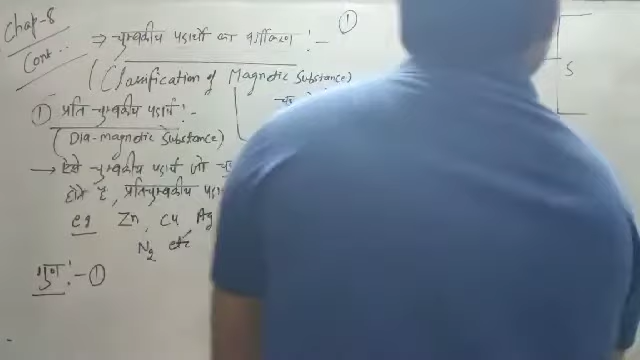 Chap-8
Cont...
⇒ चुम्बकीय पदार्थो का वर्गीकरण :- ①
(Classification of Magnetic Substance)
① प्रति चुम्बकीय पदार्थ :-
(Dia-magnetic Substance)
→ ऐसे चुम्बकीय पदार्थ जो
होते है, प्रतिचुम्बकीय
eg Zn, Cu Ag
N₂ etc
गुण :- ①
S